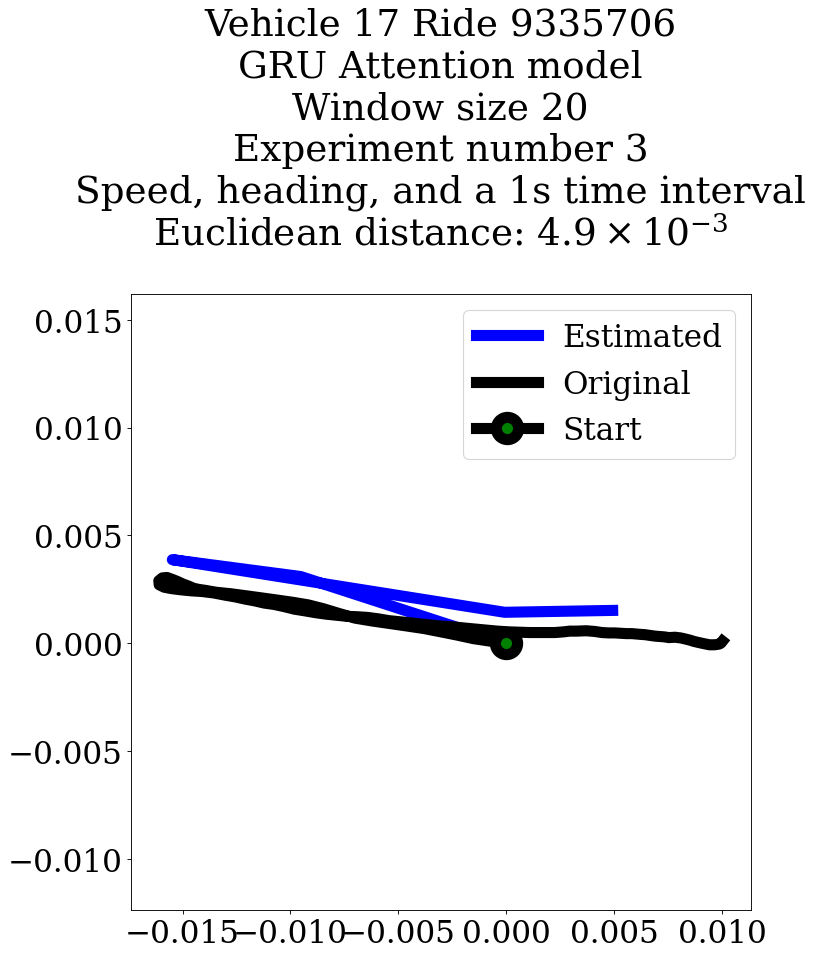 Vehicle 17 Ride 9335706
GRU Attention model
Window size 20
Experiment number 3
Speed, heading, and a 1s time interval
Euclidean distance: 4.9 × 10⁻³
Estimated
Original
Start
0.015
0.010
0.005
0.000
−0.005
−0.010
−0.015 −0.010 −0.005 0.000 0.005 0.010